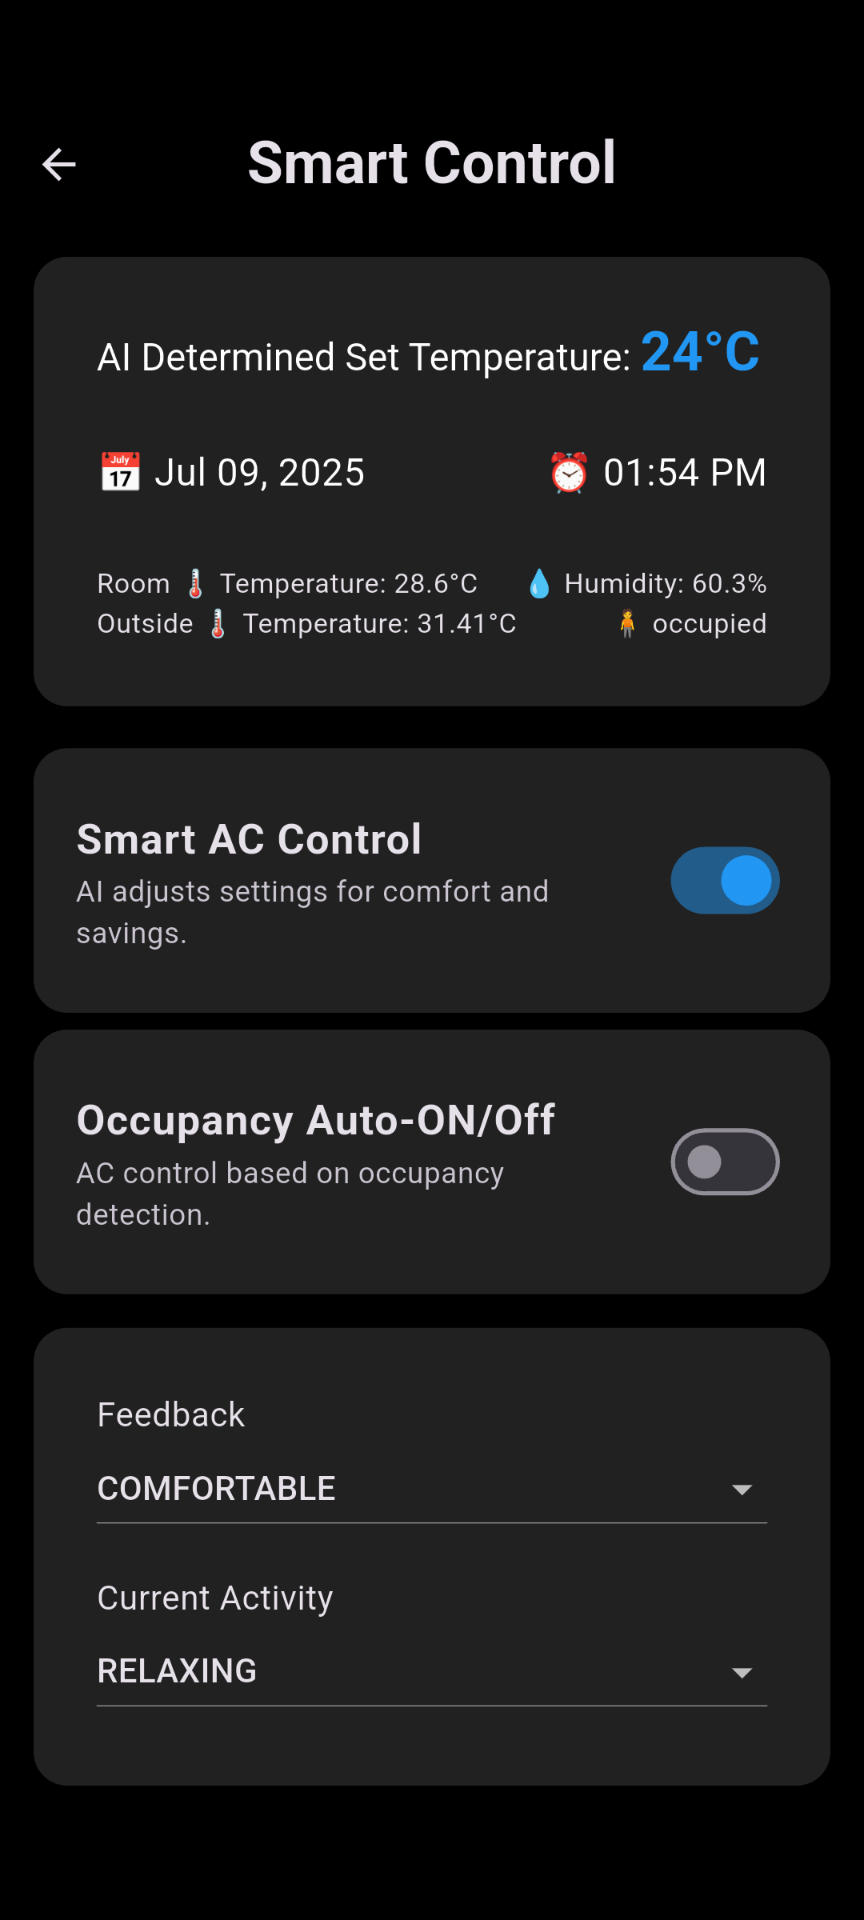 Smart Control
AI Determined Set Temperature: 24°C
📅 Jul 09, 2025 ⏰ 01:54 PM
Room 🌡️ Temperature: 28.6°C 💧 Humidity: 60.3%
Outside 🌡️ Temperature: 31.41°C 🧍 occupied
Smart AC Control
AI adjusts settings for comfort and
savings.
Occupancy Auto-ON/Off
AC control based on occupancy
detection.
Feedback
COMFORTABLE
Current Activity
RELAXING